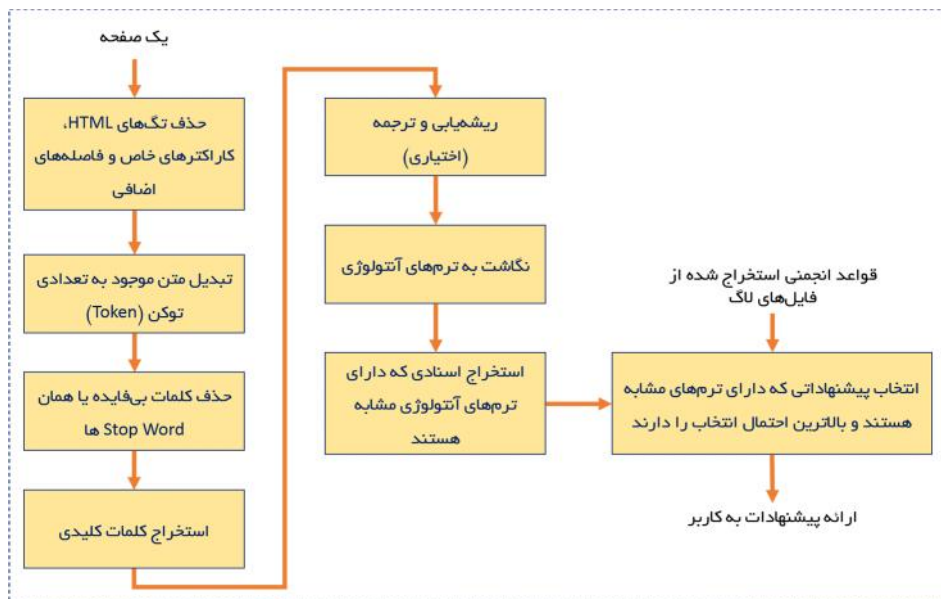 یک صفحه
حذف تگ‌های HTML،
کاراکترهای خاص و فاصله‌های
اضافی
تبدیل متن موجود به تعدادی
توکن (Token)
حذف کلمات بی‌فایده یا همان
Stop Word ها
استخراج کلمات کلیدی
ریشه‌یابی و ترجمه
(اختیاری)
نگاشت به ترم‌های آنتولوژی
استخراج اسنادی که دارای
ترم‌های آنتولوژی مشابه
هستند
قواعد انجمنی استخراج شده از
فایل‌های لاگ
انتخاب پیشنهاداتی که دارای ترم‌های مشابه
هستند و بالاترین احتمال انتخاب را دارند
ارائه پیشنهادات به کاربر